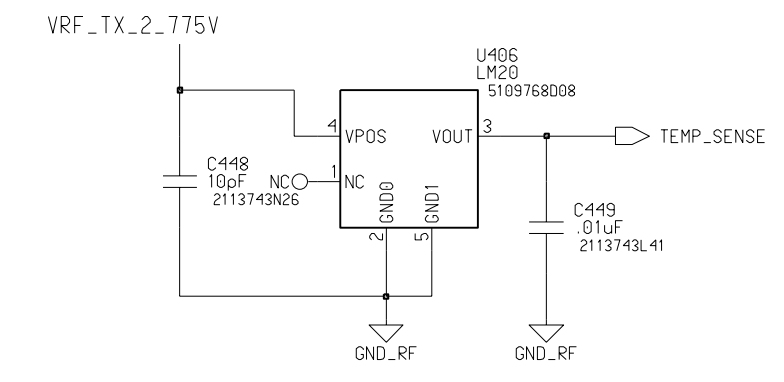 VRF_TX_2_775V
U406
LM20
5109768D08
4
VPOS
VOUT
3
TEMP_SENSE
C448
10pF
2113743N26
NC
1
NC
GND0
GND1
2
5
C449
.01uF
2113743L41
GND_RF
GND_RF